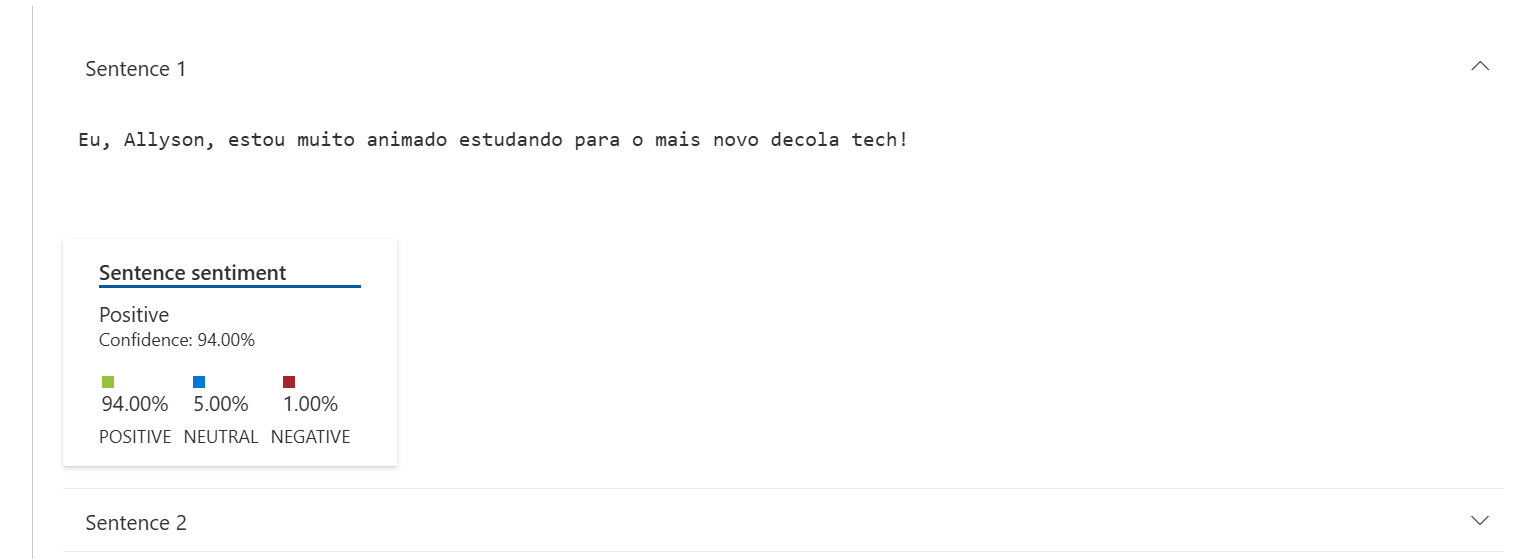 Sentence 1
Eu, Allyson, estou muito animado estudando para o mais novo decola tech!
Sentence sentiment
Positive
Confidence: 94.00%
94.00% 5.00% 1.00%
POSITIVE NEUTRAL NEGATIVE
Sentence 2